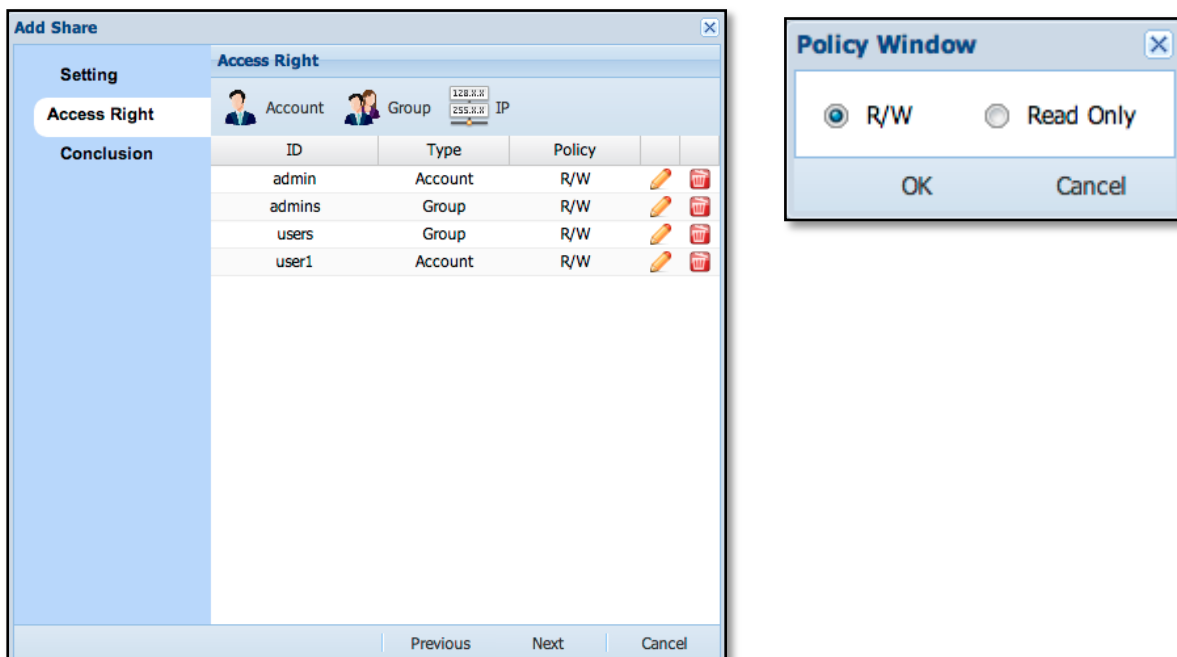 Add Share
Setting
Access Right
Conclusion
Access Right
Account Group 128.X.X 255.X.X IP
ID Type Policy
admin Account R/W
admins Group R/W
users Group R/W
user1 Account R/W
Previous Next Cancel
Policy Window
R/W Read Only
OK Cancel